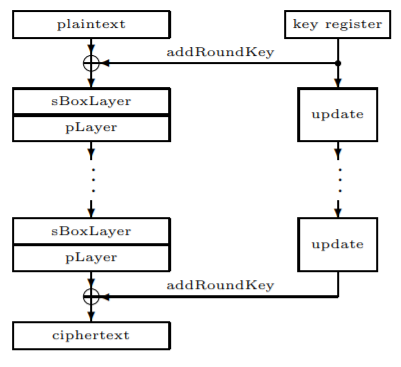 plaintext
key register
addRoundKey
sBoxLayer
pLayer
update
sBoxLayer
pLayer
update
addRoundKey
ciphertext